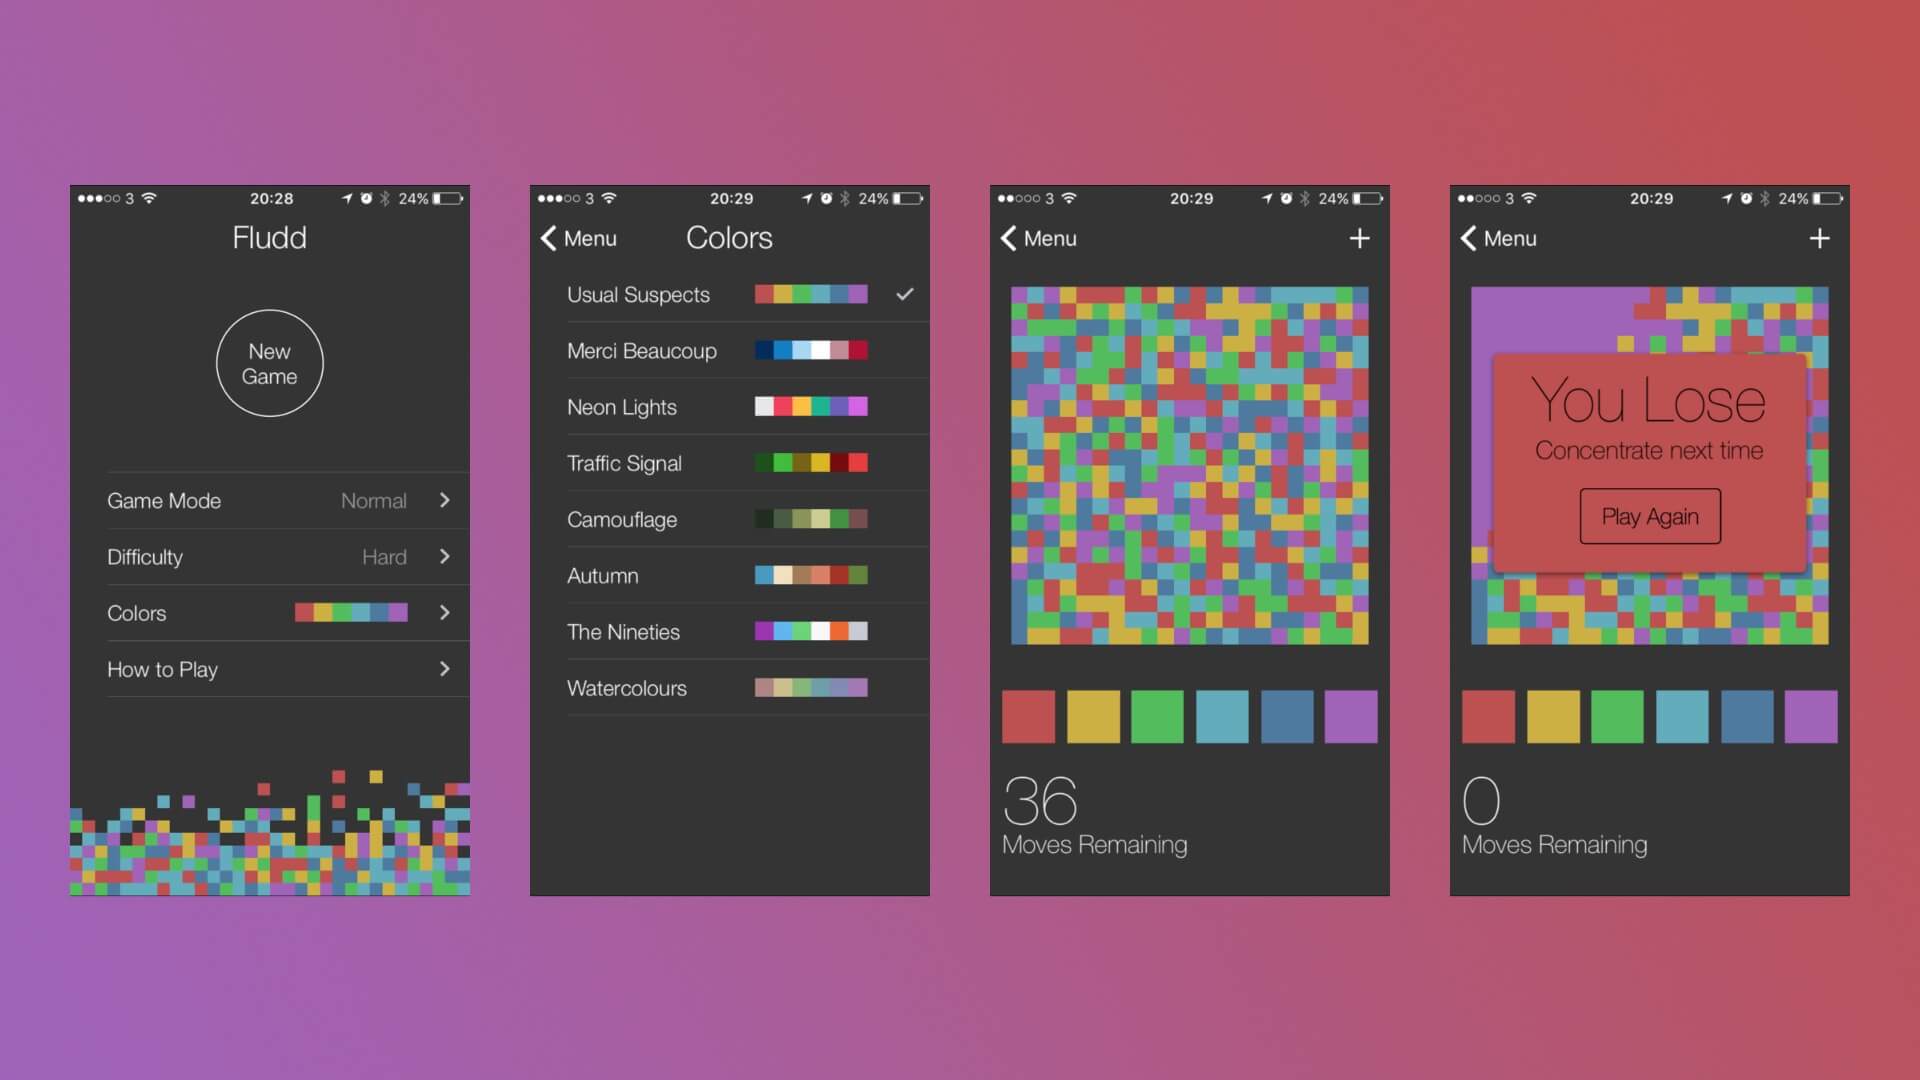 3 20:28 24%
Fludd
New
Game
Game Mode Normal
Difficulty Hard
Colors
How to Play
3 20:29 24%
Menu Colors
Usual Suspects
Merci Beaucoup
Neon Lights
Traffic Signal
Camouflage
Autumn
The Nineties
Watercolours
3 20:29 24%
Menu +
36
Moves Remaining
3 20:29 24%
Menu +
You Lose
Concentrate next time
Play Again
0
Moves Remaining